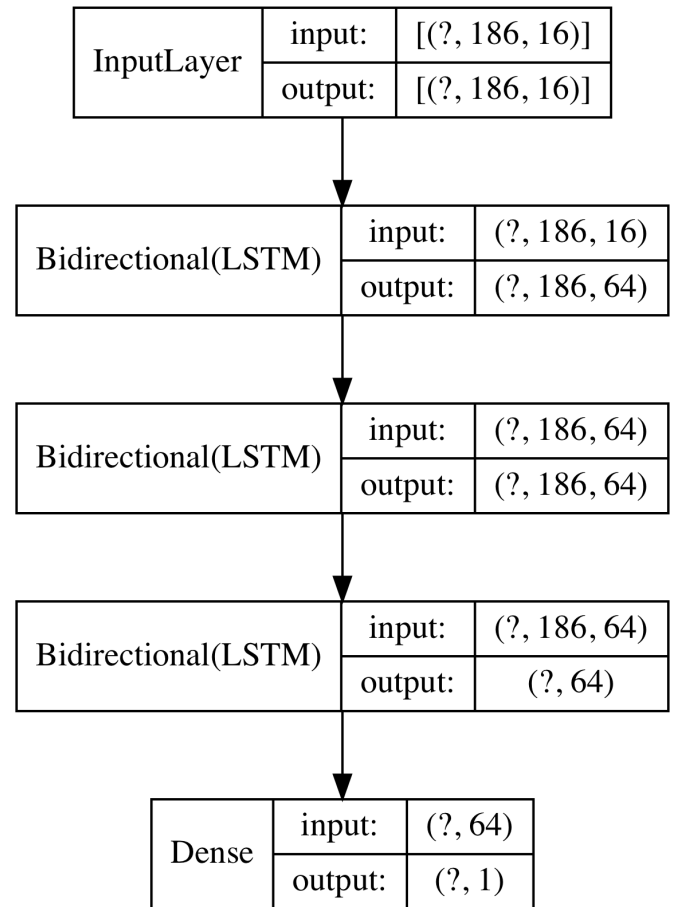 InputLayer
input: [(?, 186, 16)]
output: [(?, 186, 16)]
Bidirectional(LSTM)
input: (?, 186, 16)
output: (?, 186, 64)
Bidirectional(LSTM)
input: (?, 186, 64)
output: (?, 186, 64)
Bidirectional(LSTM)
input: (?, 186, 64)
output: (?, 64)
Dense
input: (?, 64)
output: (?, 1)